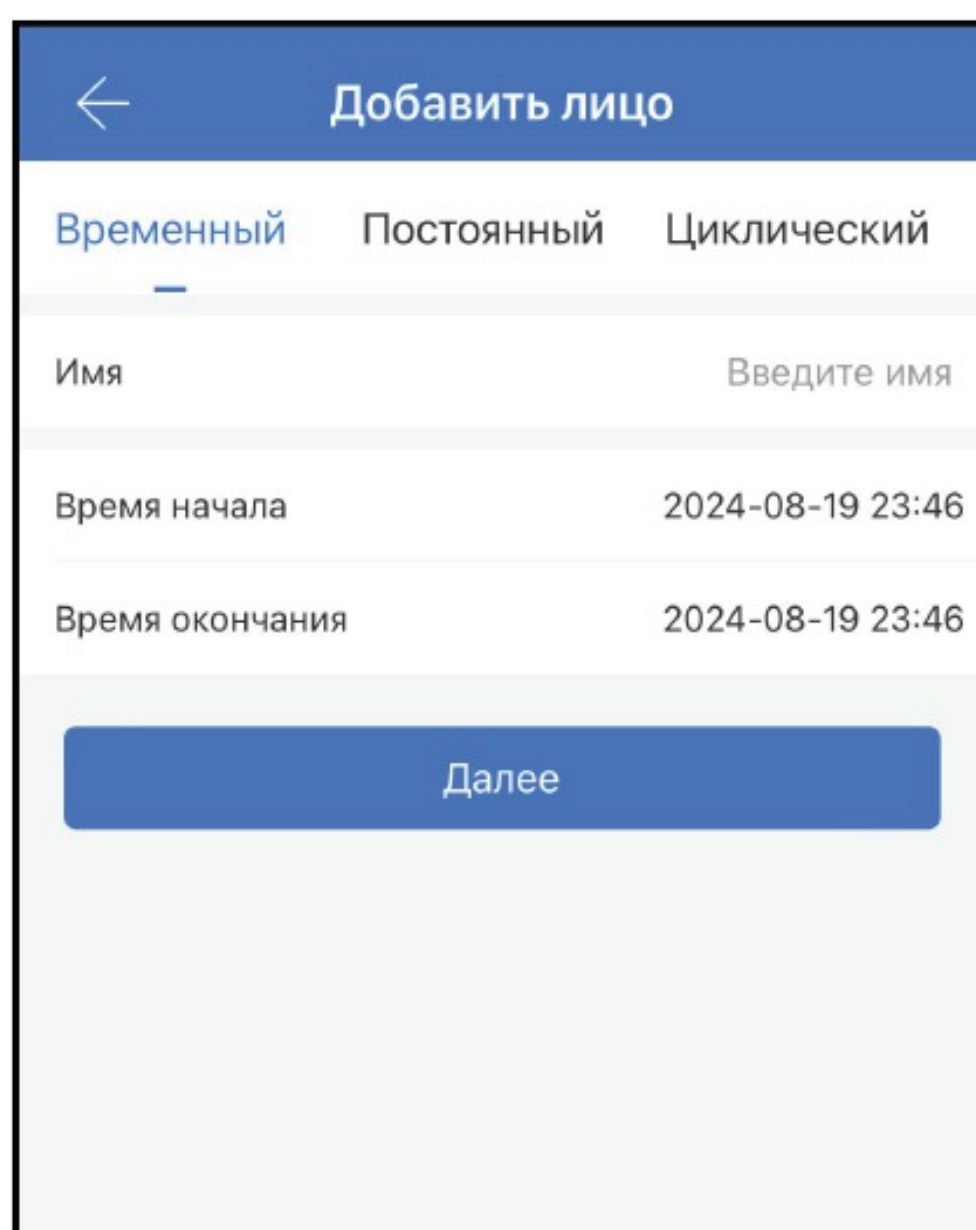 Добавить лицо
Временный Постоянный Циклический
Имя Введите имя
Время начала 2024-08-19 23:46
Время окончания 2024-08-19 23:46
Далее